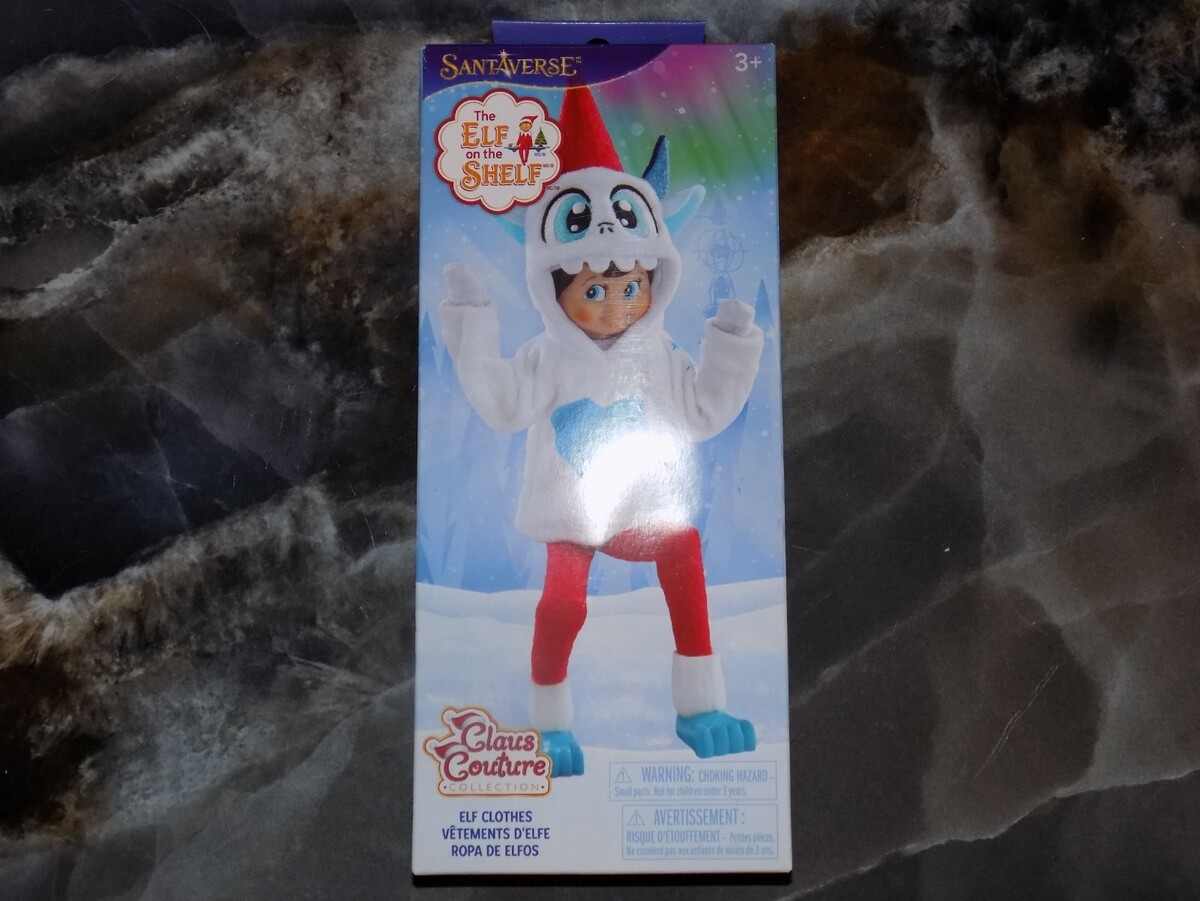 SANTAVERSE™
3+
The
ELF
on the
SHELF
Claus
Couture
•COLLECTION•
ELF CLOTHES
VÊTEMENTS D'ELFE
ROPA DE ELFOS
⚠ WARNING: CHOKING HAZARD –
Small parts. Not for children under 3 years.
⚠ AVERTISSEMENT :
RISQUE D'ÉTOUFFEMENT – Petites pièces.
Ne convient pas aux enfants de moins de 3 ans.